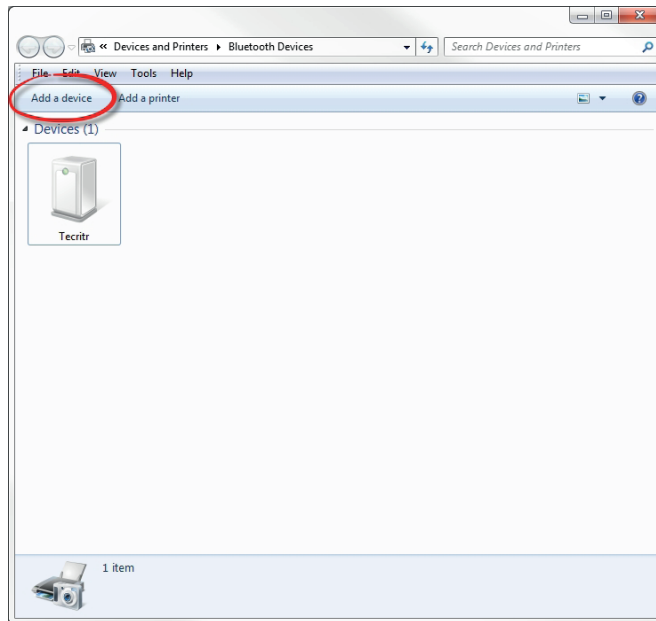 « Devices and Printers ▸ Bluetooth Devices Search Devices and Printers
File Edit View Tools Help
Add a device Add a printer
Devices (1)
Tecritr
1 item